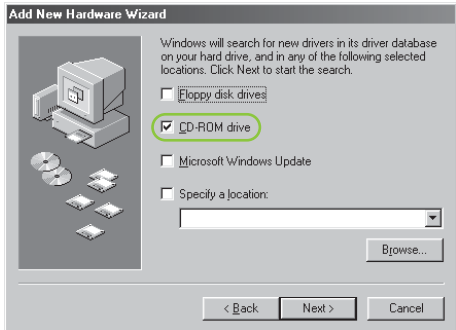 Add New Hardware Wizard
Windows will search for new drivers in its driver database
on your hard drive, and in any of the following selected
locations. Click Next to start the search.
Floppy disk drives
CD-ROM drive
Microsoft Windows Update
Specify a location:
Browse...
< Back
Next >
Cancel